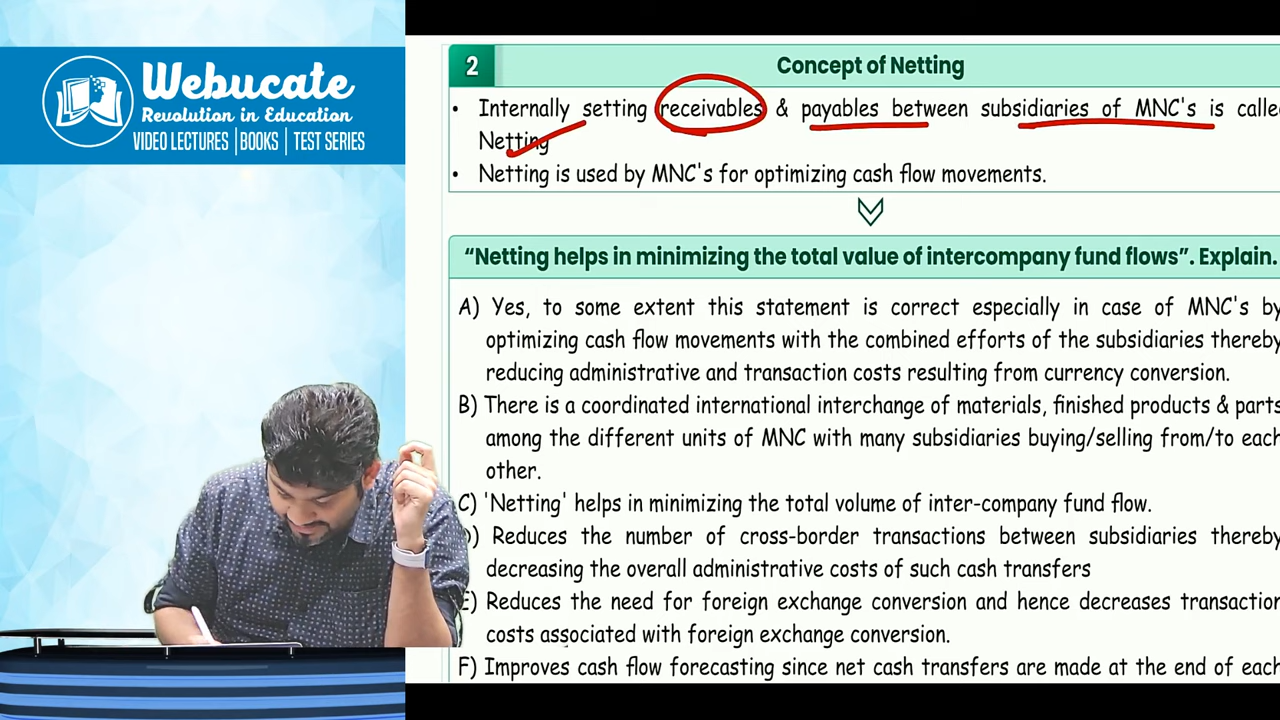 Webucate
Revolution in Education
VIDEO LECTURES | BOOKS | TEST SERIES
2
Concept of Netting
• Internally setting receivables & payables between subsidiaries of MNC's is
Netting
• Netting is used by MNC's for optimizing cash flow movements.
“Netting helps in minimizing the total value of intercompany fund flows”. Explain.
A) Yes, to some extent this statement is correct especially in case of MNC's by
optimizing cash flow movements with the combined efforts of the subsidiaries thereby
reducing administrative and transaction costs resulting from currency conversion.
B) There is a coordinated international interchange of materials, finished products & parts
among the different units of MNC with many subsidiaries buying/selling from/to each
other.
C) 'Netting' helps in minimizing the total volume of inter-company fund flow.
) Reduces the number of cross-border transactions between subsidiaries thereby
decreasing the overall administrative costs of such cash transfers
E) Reduces the need for foreign exchange conversion and hence decreases transaction
costs associated with foreign exchange conversion.
F) Improves cash flow forecasting since net cash transfers are made at the end of each